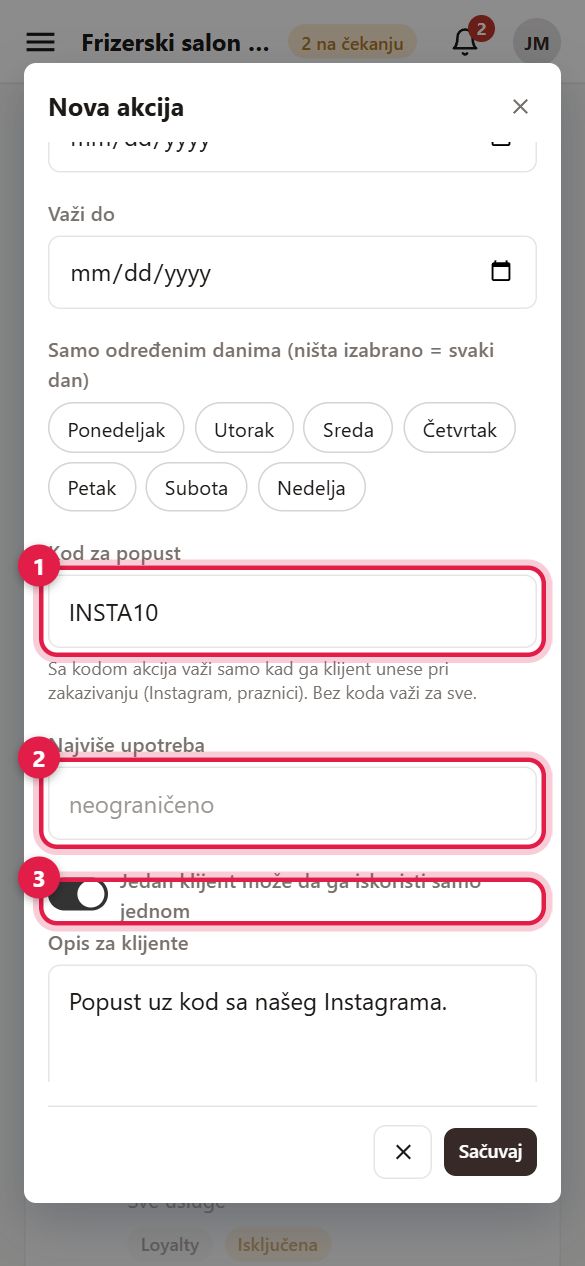 Frizerski salon ...
2 na čekanju
2
JM
Nova akcija
mm/dd/yyyy
Važi do
mm/dd/yyyy
Samo određenim danima (ništa izabrano = svaki
dan)
Ponedeljak
Utorak
Sreda
Četvrtak
Petak
Subota
Nedelja
Kod za popust
1
INSTA10
Sa kodom akcija važi samo kad ga klijent unese pri
zakazivanju (Instagram, praznici). Bez koda važi za sve.
Najviše upotreba
2
neograničeno
3
Jedan klijent može da ga iskoristi samo
jednom
Opis za klijente
Popust uz kod sa našeg Instagrama.
Sačuvaj
Sve usluge
Loyalty
Isključena